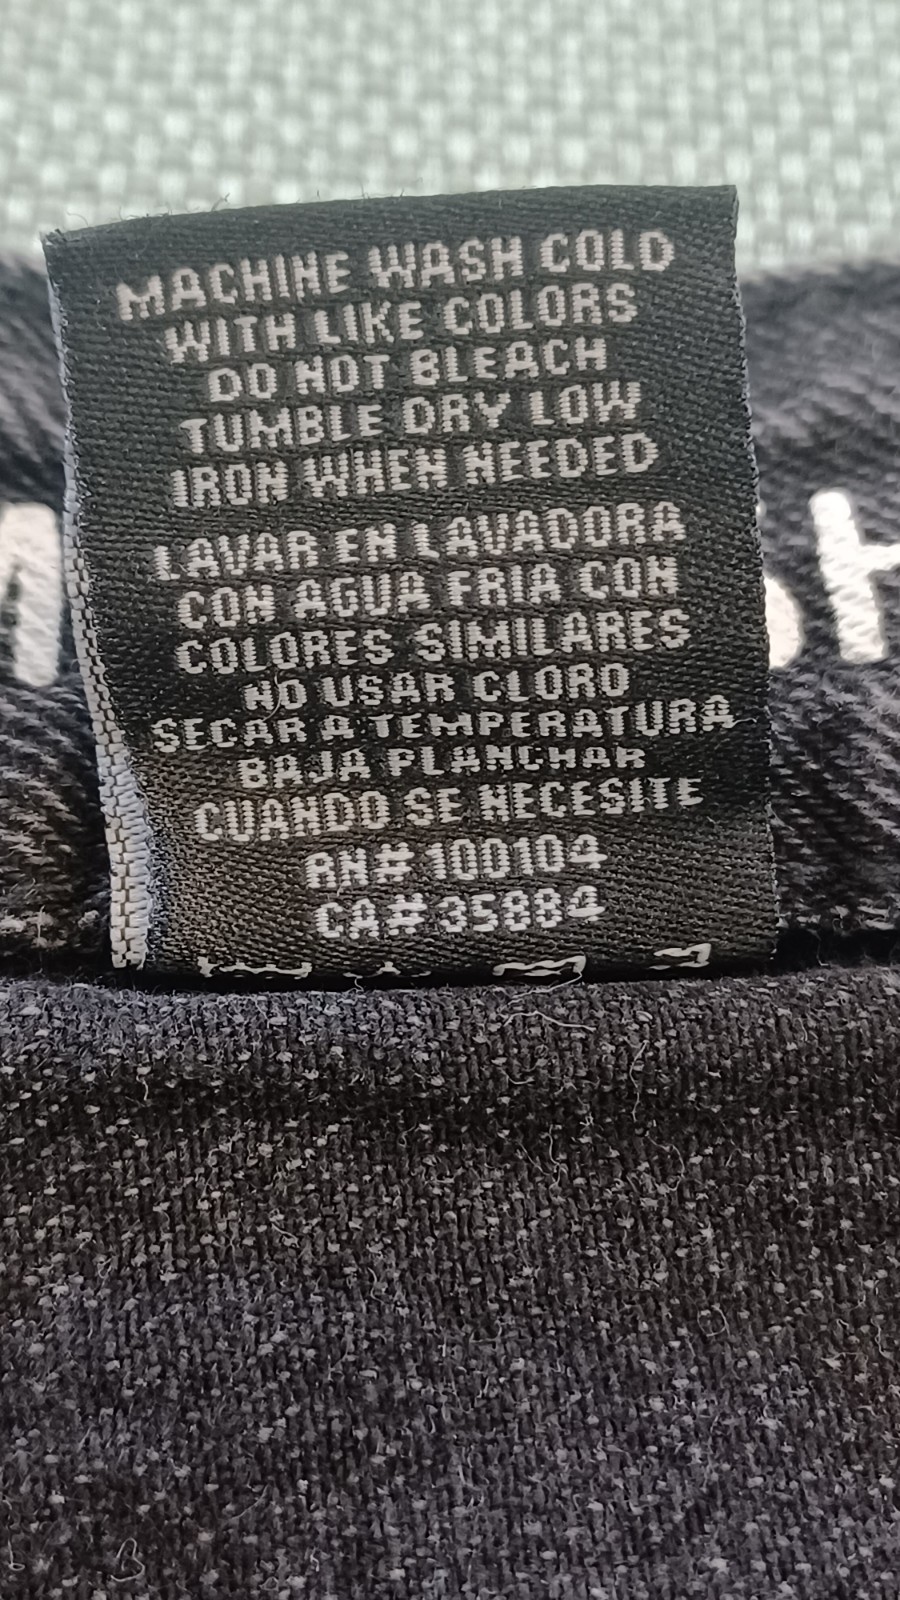 MACHINE WASH COLD
WITH LIKE COLORS
DO NOT BLEACH
TUMBLE DRY LOW
IRON WHEN NEEDED
LAVAR EN LAVADORA
CON AGUA FRIA CON
COLORES SIMILARES
NO USAR CLORO
SECAR A TEMPERATURA
BAJA PLANCHAR
CUANDO SE NECESITE
RN# 100104
CA# 35884